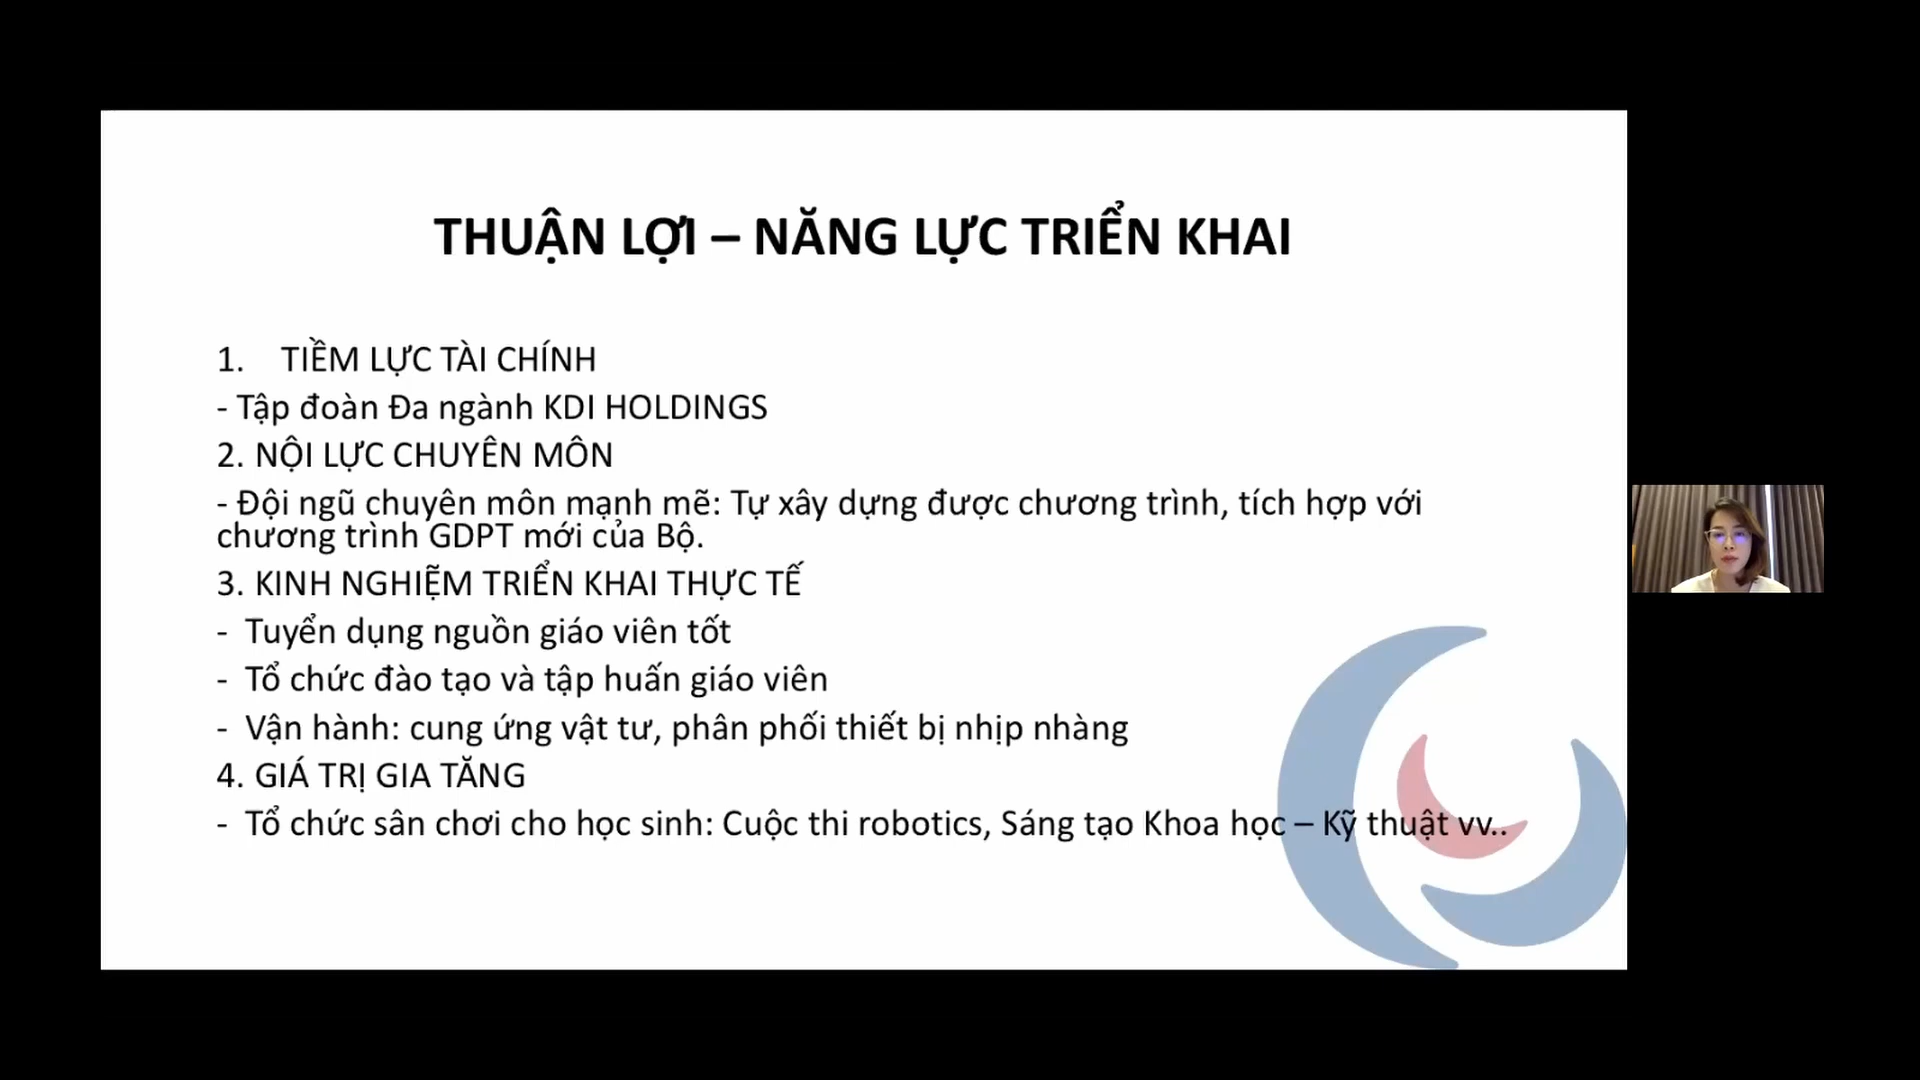 THUẬN LỢI – NĂNG LỰC TRIỂN KHAI
1. TIỀM LỰC TÀI CHÍNH
- Tập đoàn Đa ngành KDI HOLDINGS
2. NỘI LỰC CHUYÊN MÔN
- Đội ngũ chuyên môn mạnh mẽ: Tự xây dựng được chương trình, tích hợp với
chương trình GDPT mới của Bộ.
3. KINH NGHIỆM TRIỂN KHAI THỰC TẾ
- Tuyển dụng nguồn giáo viên tốt
- Tổ chức đào tạo và tập huấn giáo viên
- Vận hành: cung ứng vật tư, phân phối thiết bị nhịp nhàng
4. GIÁ TRỊ GIA TĂNG
- Tổ chức sân chơi cho học sinh: Cuộc thi robotics, Sáng tạo Khoa học – Kỹ thuật vv..